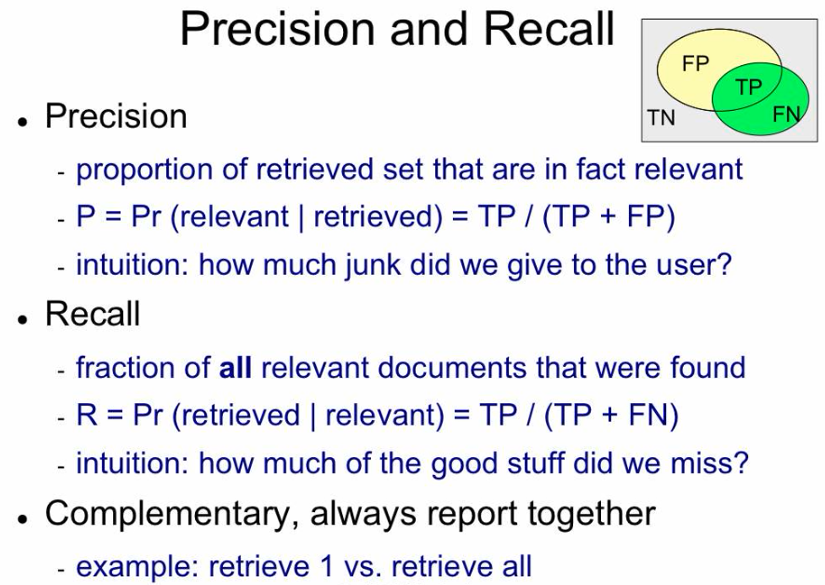 Precision and Recall
FP
TP
TN
FN
• Precision
- proportion of retrieved set that are in fact relevant
- P = Pr (relevant | retrieved) = TP / (TP + FP)
- intuition: how much junk did we give to the user?
• Recall
- fraction of all relevant documents that were found
- R = Pr (retrieved | relevant) = TP / (TP + FN)
- intuition: how much of the good stuff did we miss?
• Complementary, always report together
- example: retrieve 1 vs. retrieve all